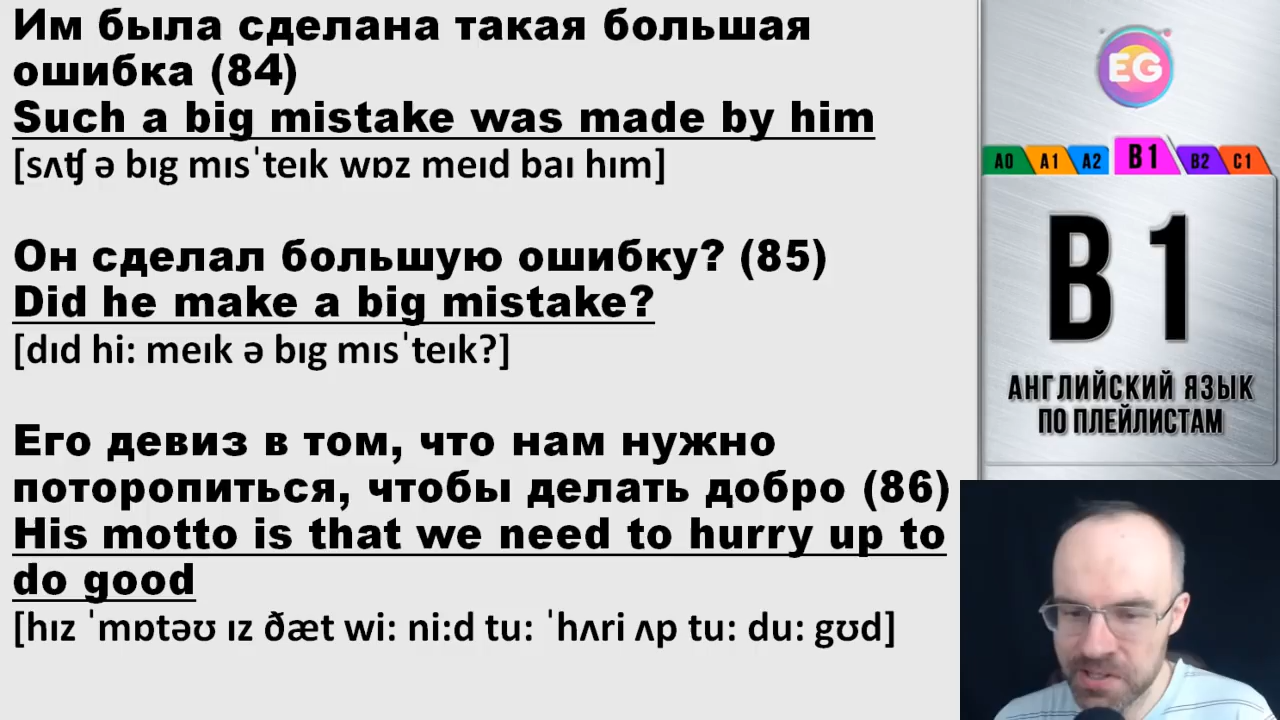 Им была сделана такая большая
ошибка (84)
Such a big mistake was made by him
[sʌʧ ə bɪg mɪsˈteɪk wɒz meɪd baɪ hɪm]
Он сделал большую ошибку? (85)
Did he make a big mistake?
[dɪd hi: meɪk ə bɪg mɪsˈteɪk?]
Его девиз в том, что нам нужно
поторопиться, чтобы делать добро (86)
His motto is that we need to hurry up to
do good
[hɪz ˈmɒtəʊ ɪz ðæt wi: ni:d tu: ˈhʌri ʌp tu: du: gʊd]
EG
A0 A1 A2 B1 B2 C1
B1
АНГЛИЙСКИЙ ЯЗЫК
ПО ПЛЕЙЛИСТАМ